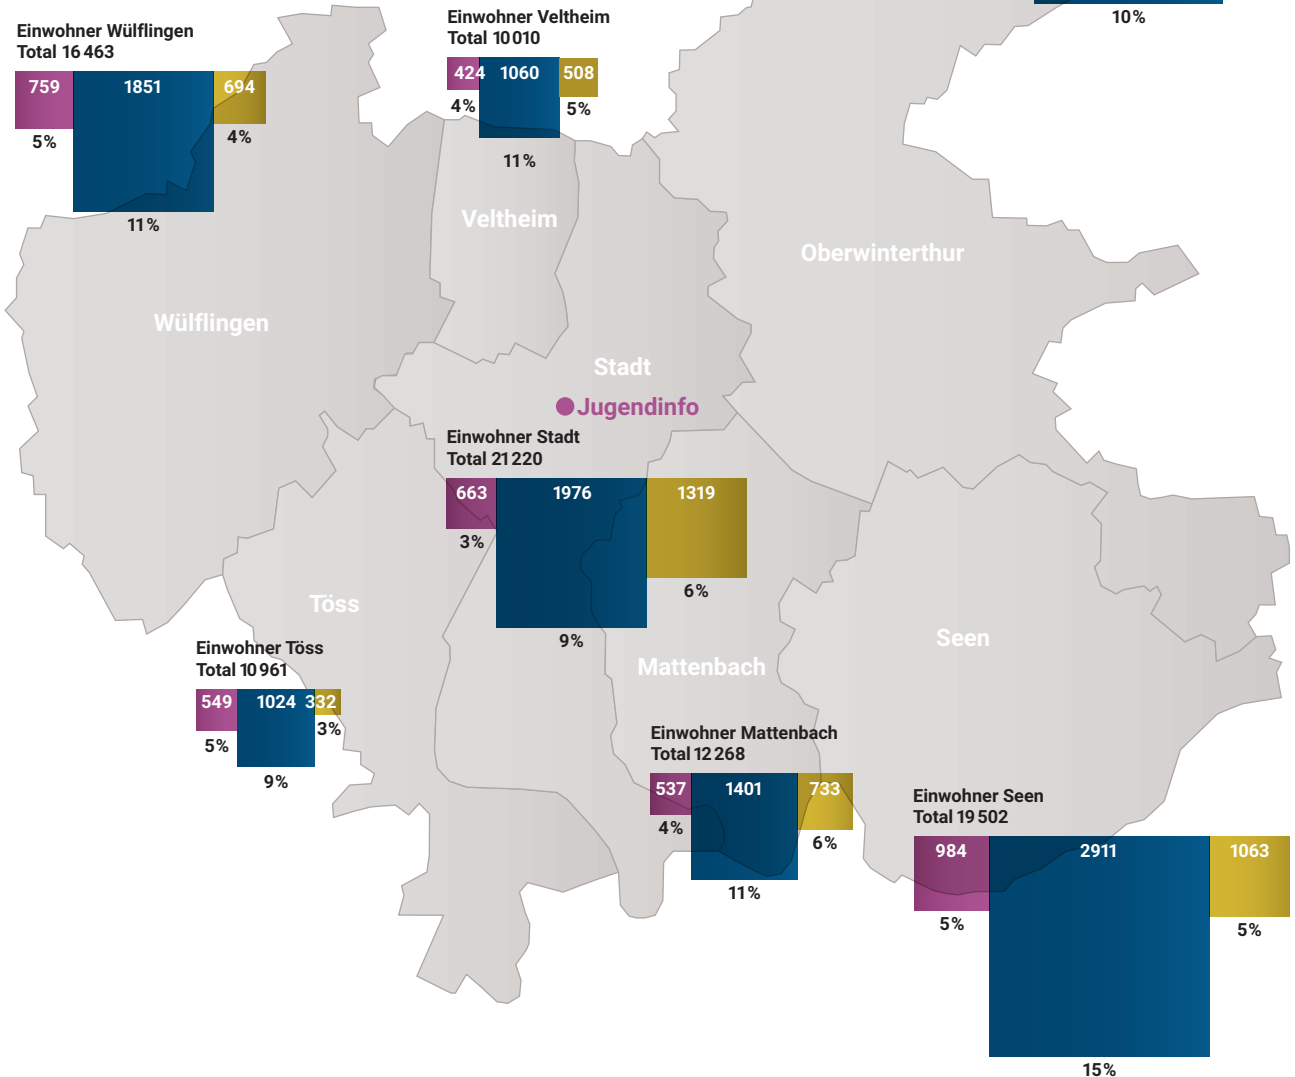 10%
Einwohner Wülflingen
Total 16 463
759 1851 694
5%
4%
11%
Einwohner Veltheim
Total 10 010
424 1060 508
4%
5%
11%
Veltheim
Oberwinterthur
Wülflingen
Stadt
Jugendinfo
Einwohner Stadt
Total 21 220
663 1976 1319
3%
6%
9%
Töss
Einwohner Töss
Total 10 961
549 1024 332
5%
3%
9%
Mattenbach
Seen
Einwohner Mattenbach
Total 12 268
537 1401 733
4%
6%
11%
Einwohner Seen
Total 19 502
984 2911 1063
5%
5%
15%